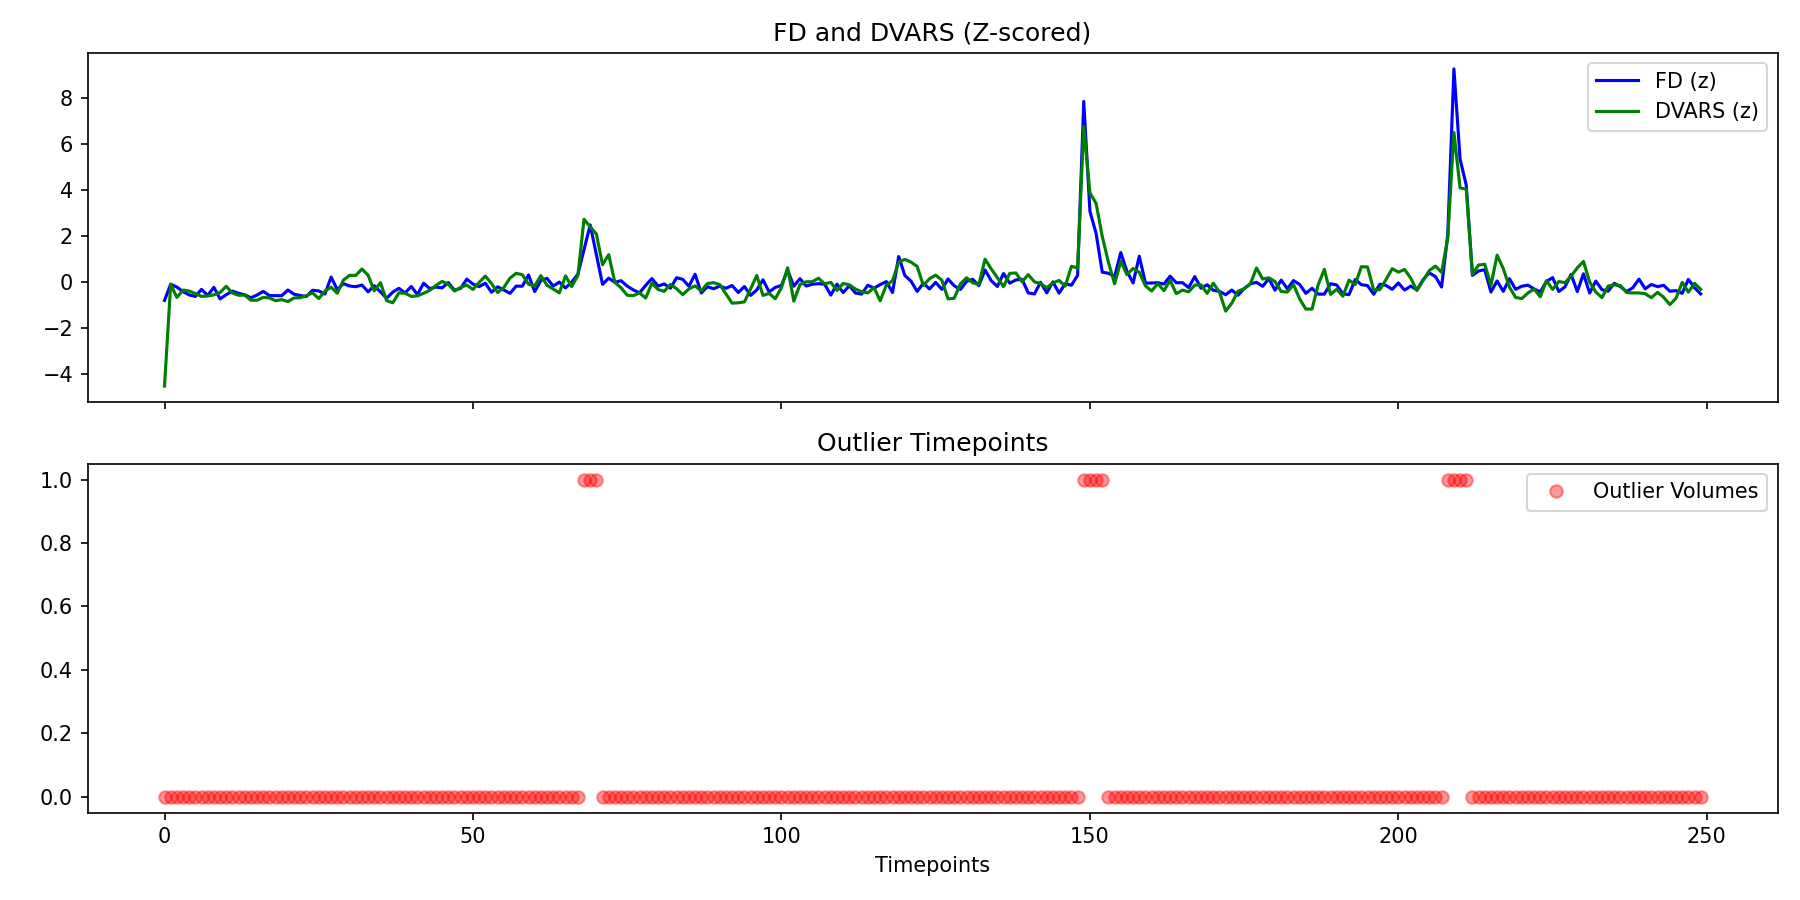 FD and DVARS (Z-scored)
8
6
4
2
0
−2
−4
FD (z)
DVARS (z)
Outlier Timepoints
1.0
0.8
0.6
0.4
0.2
0.0
Outlier Volumes
0 50 100 150 200 250
Timepoints